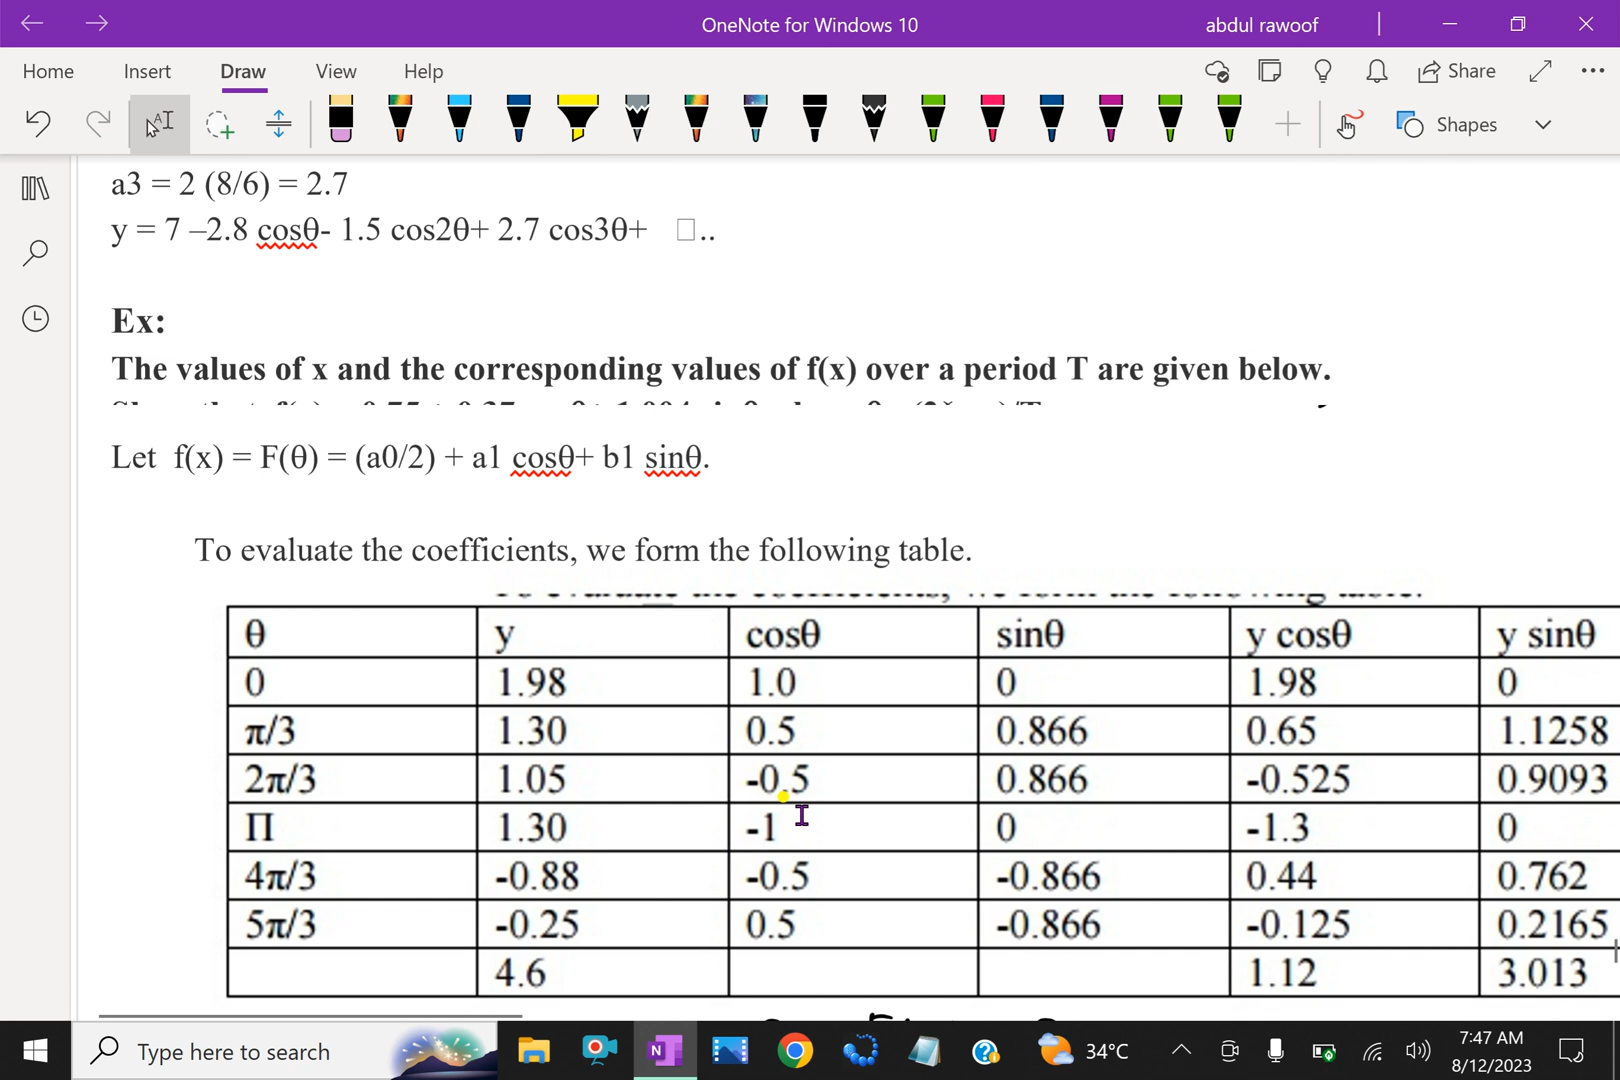 OneNote for Windows 10
abdul rawoof
Home Insert Draw View Help
Share
Shapes
a3 = 2 (8/6) = 2.7
y = 7 –2.8 cosθ- 1.5 cos2θ+ 2.7 cos3θ+ □..
Ex:
The values of x and the corresponding values of f(x) over a period T are given below.
Let f(x) = F(θ) = (a0/2) + a1 cosθ+ b1 sinθ.
To evaluate the coefficients, we form the following table.
θ y cosθ sinθ y cosθ y sinθ
0 1.98 1.0 0 1.98 0
π/3 1.30 0.5 0.866 0.65 1.1258
2π/3 1.05 -0.5 0.866 -0.525 0.9093
Π 1.30 -1 0 -1.3 0
4π/3 -0.88 -0.5 -0.866 0.44 0.762
5π/3 -0.25 0.5 -0.866 -0.125 0.2165
4.6 1.12 3.013
Type here to search
34°C
7:47 AM
8/12/2023